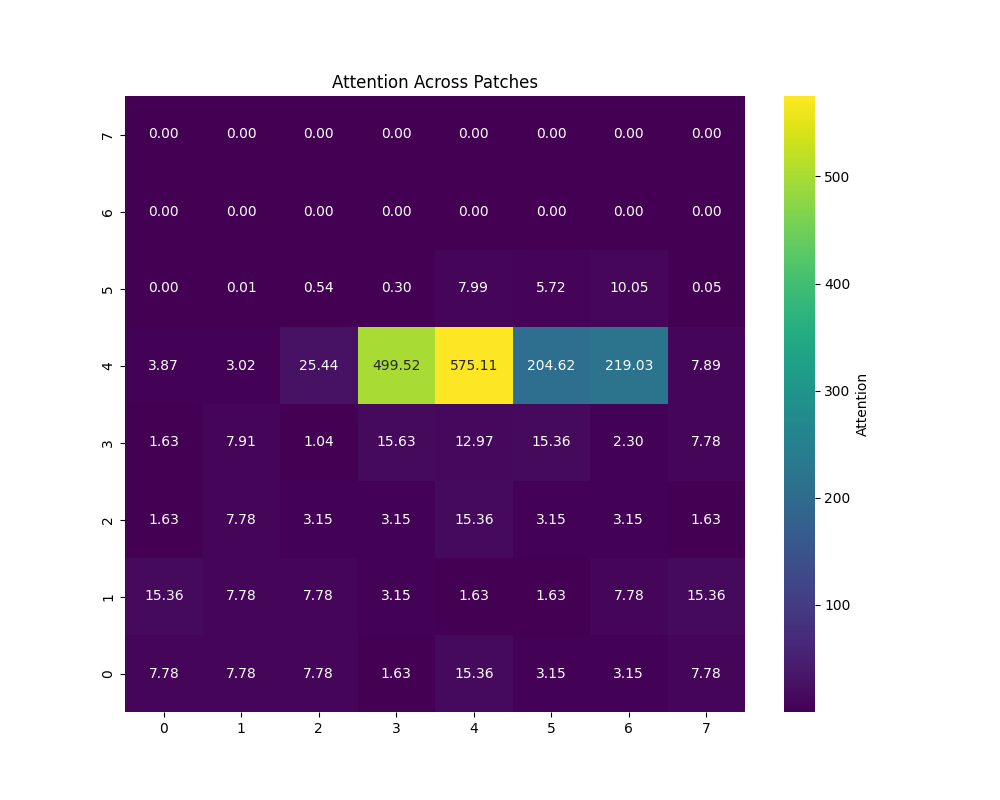 Attention Across Patches
7 0.00 0.00 0.00 0.00 0.00 0.00 0.00 0.00
6 0.00 0.00 0.00 0.00 0.00 0.00 0.00 0.00
5 0.00 0.01 0.54 0.30 7.99 5.72 10.05 0.05
4 3.87 3.02 25.44 499.52 575.11 204.62 219.03 7.89
3 1.63 7.91 1.04 15.63 12.97 15.36 2.30 7.78
2 1.63 7.78 3.15 3.15 15.36 3.15 3.15 1.63
1 15.36 7.78 7.78 3.15 1.63 1.63 7.78 15.36
0 7.78 7.78 7.78 1.63 15.36 3.15 3.15 7.78
0 1 2 3 4 5 6 7
500
400
300
200
100
Attention